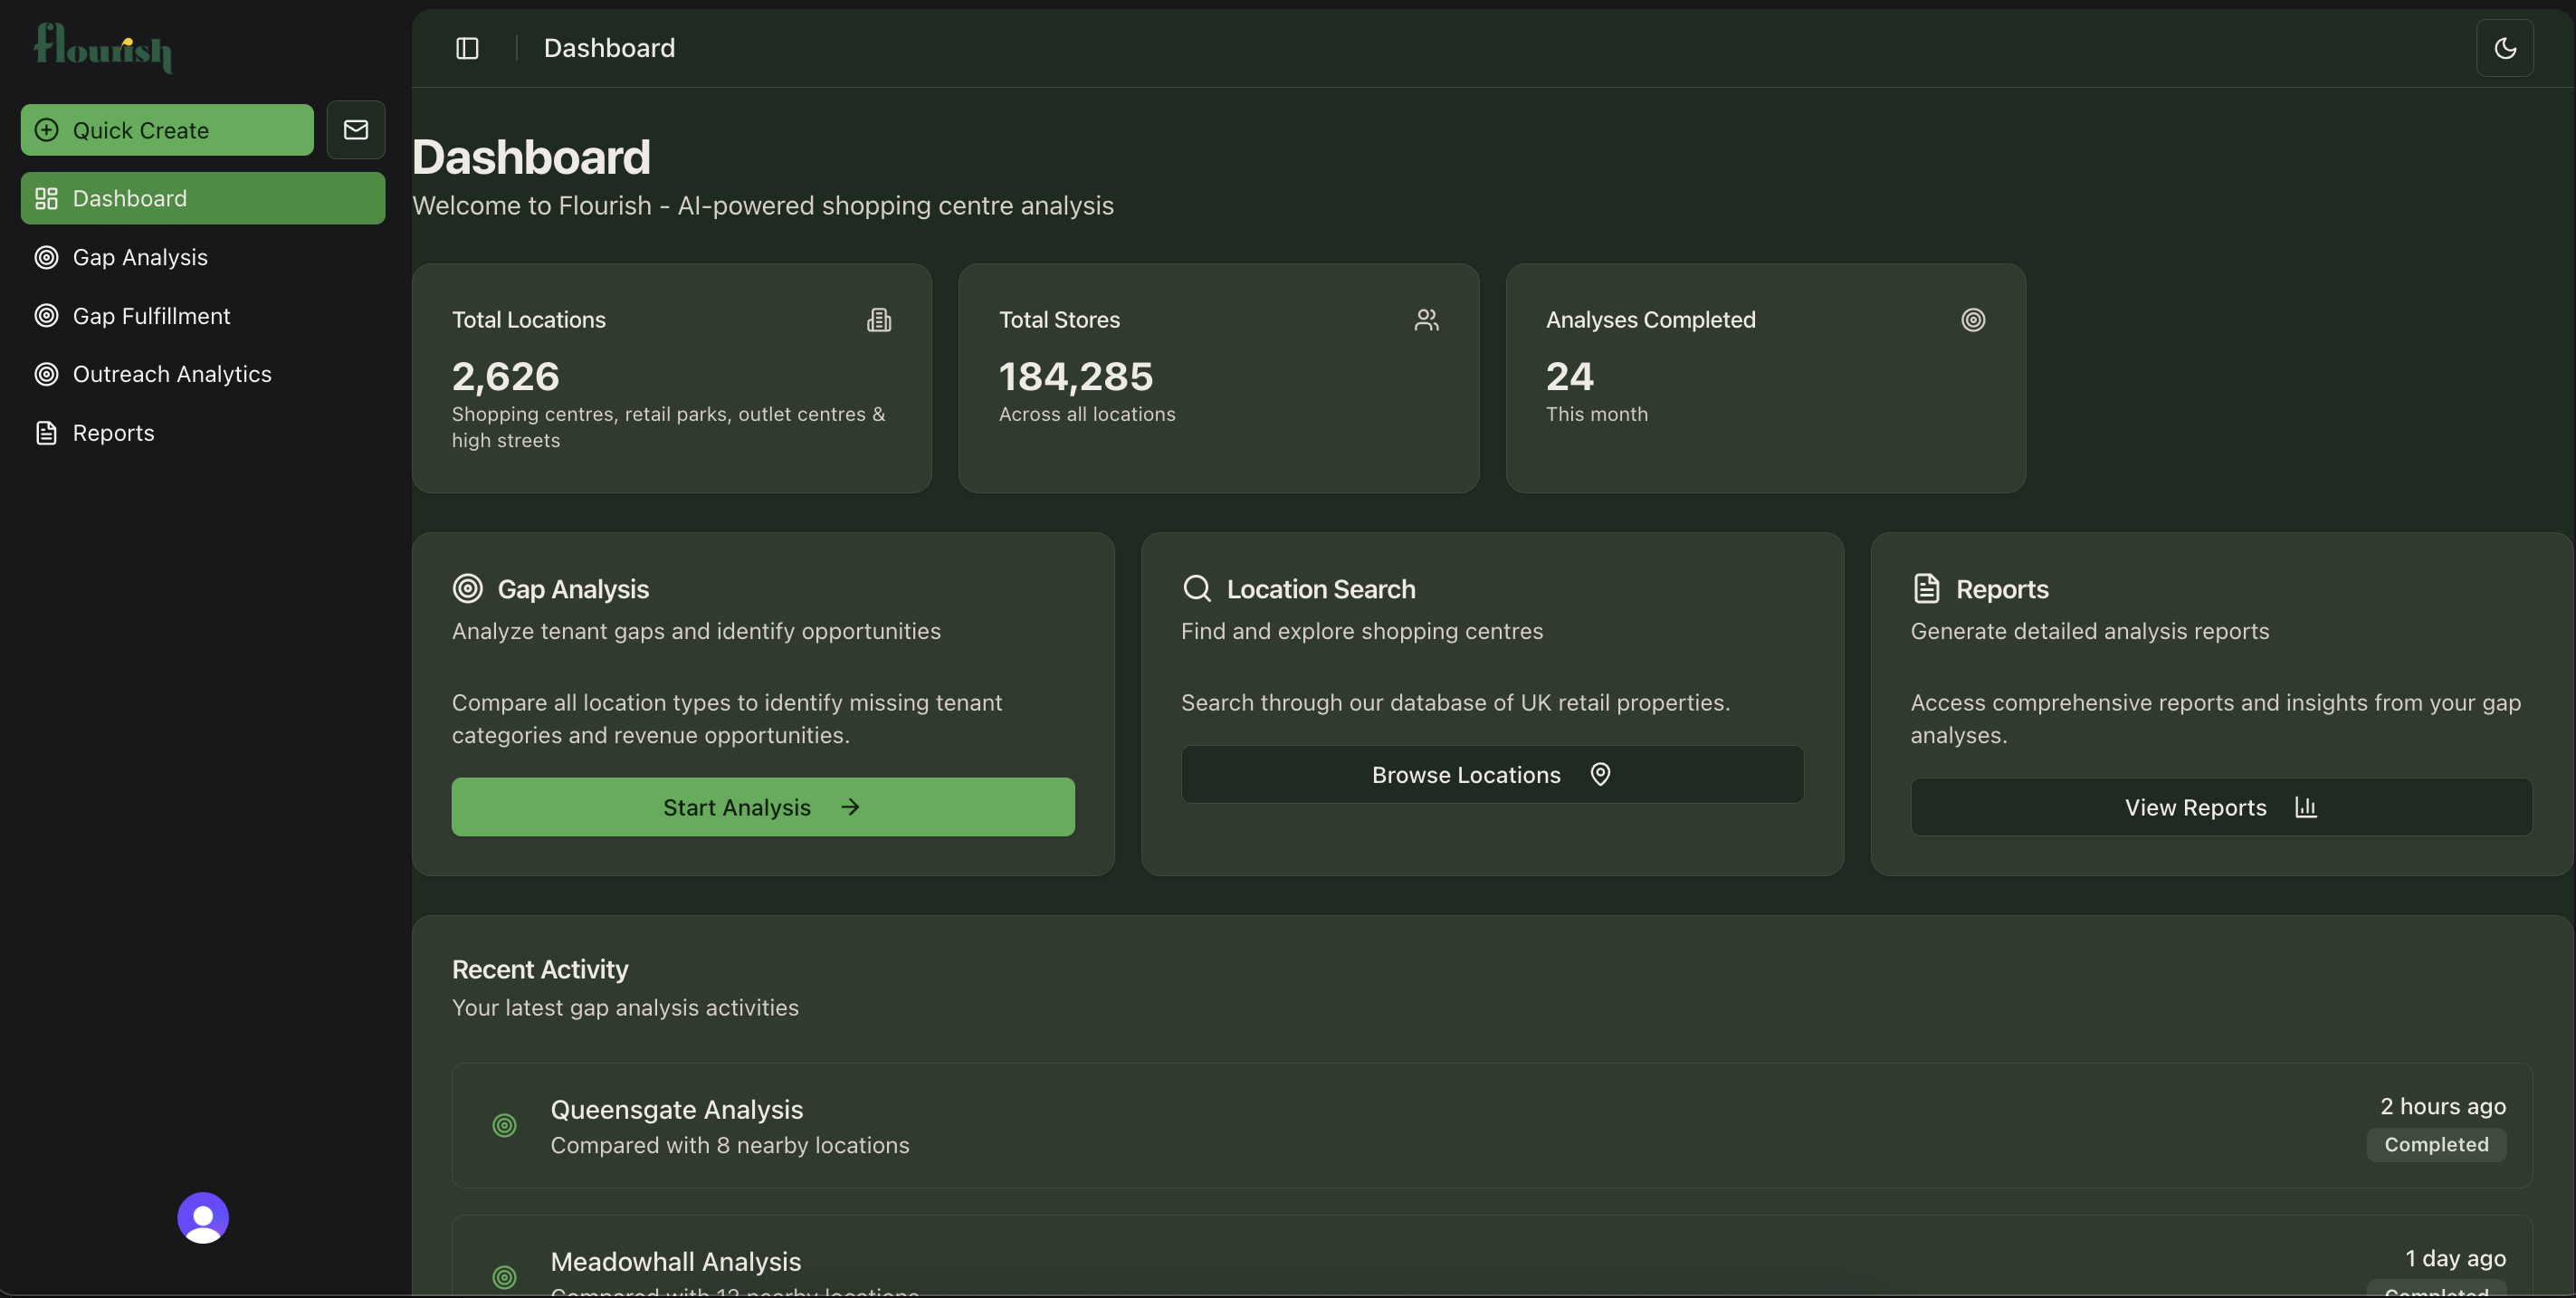 flourish
Dashboard
Quick Create
Dashboard
Gap Analysis
Gap Fulfillment
Outreach Analytics
Reports
Dashboard
Welcome to Flourish - AI-powered shopping centre analysis
Total Locations
2,626
Shopping centres, retail parks, outlet centres &
high streets
Total Stores
184,285
Across all locations
Analyses Completed
24
This month
Gap Analysis
Analyze tenant gaps and identify opportunities
Compare all location types to identify missing tenant
categories and revenue opportunities.
Start Analysis
Location Search
Find and explore shopping centres
Search through our database of UK retail properties.
Browse Locations
Reports
Generate detailed analysis reports
Access comprehensive reports and insights from your gap
analyses.
View Reports
Recent Activity
Your latest gap analysis activities
Queensgate Analysis
Compared with 8 nearby locations
2 hours ago
Completed
Meadowhall Analysis
Compared with 12 nearby locations
1 day ago
Completed